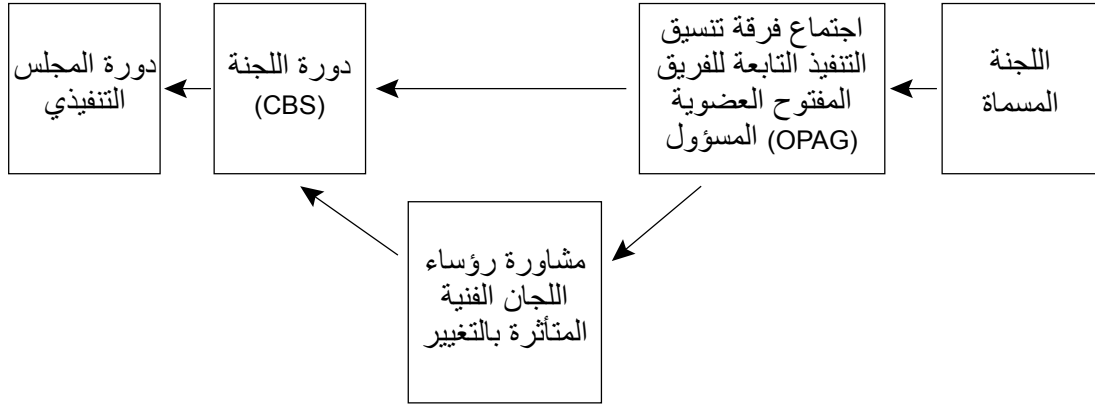 اللجنة
المسماة
اجتماع فرقة تنسيق
التنفيذ التابعة للفريق
المفتوح العضوية
المسؤول (OPAG)
دورة اللجنة
(CBS)
دورة المجلس
التنفيذي
مشاورة رؤساء
اللجان الفنية
المتأثرة بالتغيير